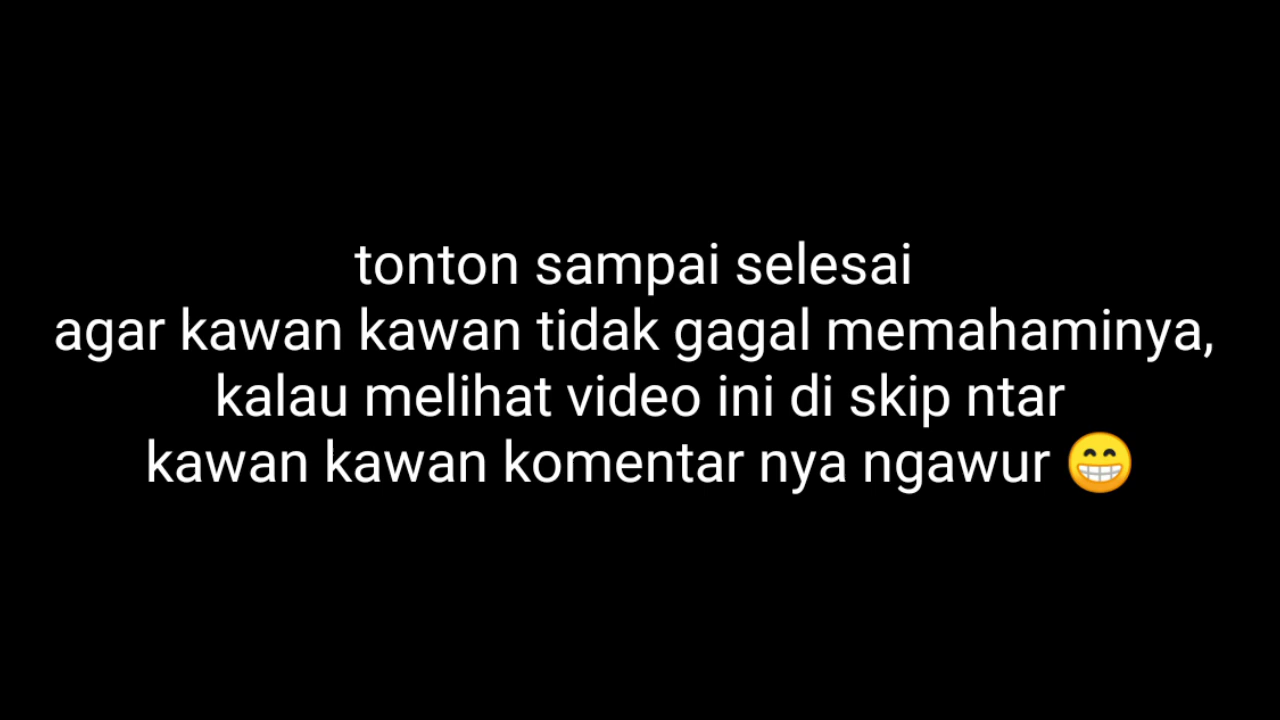 tonton sampai selesai
agar kawan kawan tidak gagal memahaminya,
kalau melihat video ini di skip ntar
kawan kawan komentar nya ngawur 😁